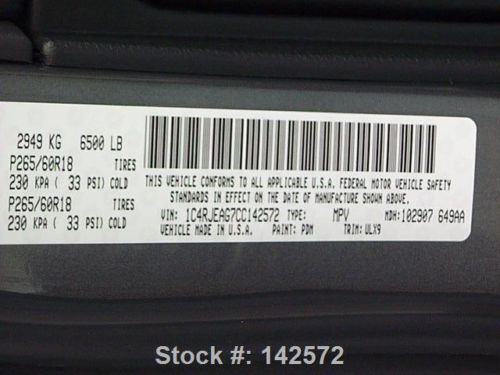 2949 KG 6500 LB
P265/60R18 TIRES
230 KPA ( 33 PSI) COLD
P265/60R18 TIRES
230 KPA ( 33 PSI) COLD
THIS VEHICLE CONFORMS TO ALL APPLICABLE U.S.A. FEDERAL MOTOR VEHICLE SAFETY
STANDARDS IN EFFECT ON THE DATE OF MANUFACTURE SHOWN ABOVE.
VIN: 1C4RJEAG7CC142572 TYPE: MPV MDH:102907 649AA
VEHICLE MADE IN U.S.A. PAINT: PDM TRIM: ULX9
Stock #: 142572